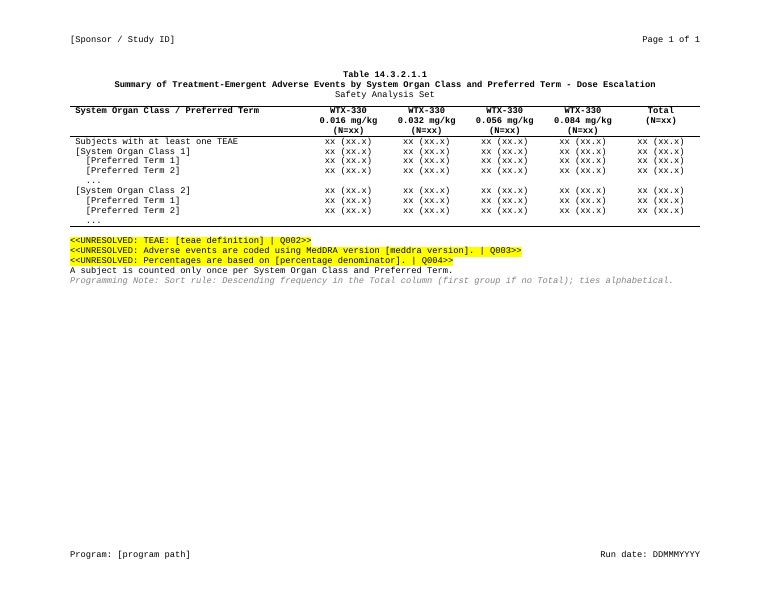 [Sponsor / Study ID] Page 1 of 1
Table 14.3.2.1.1
Summary of Treatment-Emergent Adverse Events by System Organ Class and Preferred Term - Dose Escalation
Safety Analysis Set
System Organ Class / Preferred Term WTX-330 WTX-330 WTX-330 WTX-330 Total
0.016 mg/kg 0.032 mg/kg 0.056 mg/kg 0.084 mg/kg (N=xx)
(N=xx) (N=xx) (N=xx) (N=xx)
Subjects with at least one TEAE xx (xx.x) xx (xx.x) xx (xx.x) xx (xx.x) xx (xx.x)
[System Organ Class 1] xx (xx.x) xx (xx.x) xx (xx.x) xx (xx.x) xx (xx.x)
[Preferred Term 1] xx (xx.x) xx (xx.x) xx (xx.x) xx (xx.x) xx (xx.x)
[Preferred Term 2] xx (xx.x) xx (xx.x) xx (xx.x) xx (xx.x) xx (xx.x)
...
[System Organ Class 2] xx (xx.x) xx (xx.x) xx (xx.x) xx (xx.x) xx (xx.x)
[Preferred Term 1] xx (xx.x) xx (xx.x) xx (xx.x) xx (xx.x) xx (xx.x)
[Preferred Term 2] xx (xx.x) xx (xx.x) xx (xx.x) xx (xx.x) xx (xx.x)
...
<<UNRESOLVED: TEAE: [teae definition] | Q002>>
<<UNRESOLVED: Adverse events are coded using MedDRA version [meddra version]. | Q003>>
<<UNRESOLVED: Percentages are based on [percentage denominator]. | Q004>>
A subject is counted only once per System Organ Class and Preferred Term.
Programming Note: Sort rule: Descending frequency in the Total column (first group if no Total); ties alphabetical.
Program: [program path] Run date: DDMMMYYYY